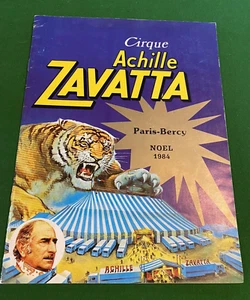 Cirque
Achille
ZAVATTA
Paris-Bercy
NOEL
1984
ACHILLE
ZAVATTA